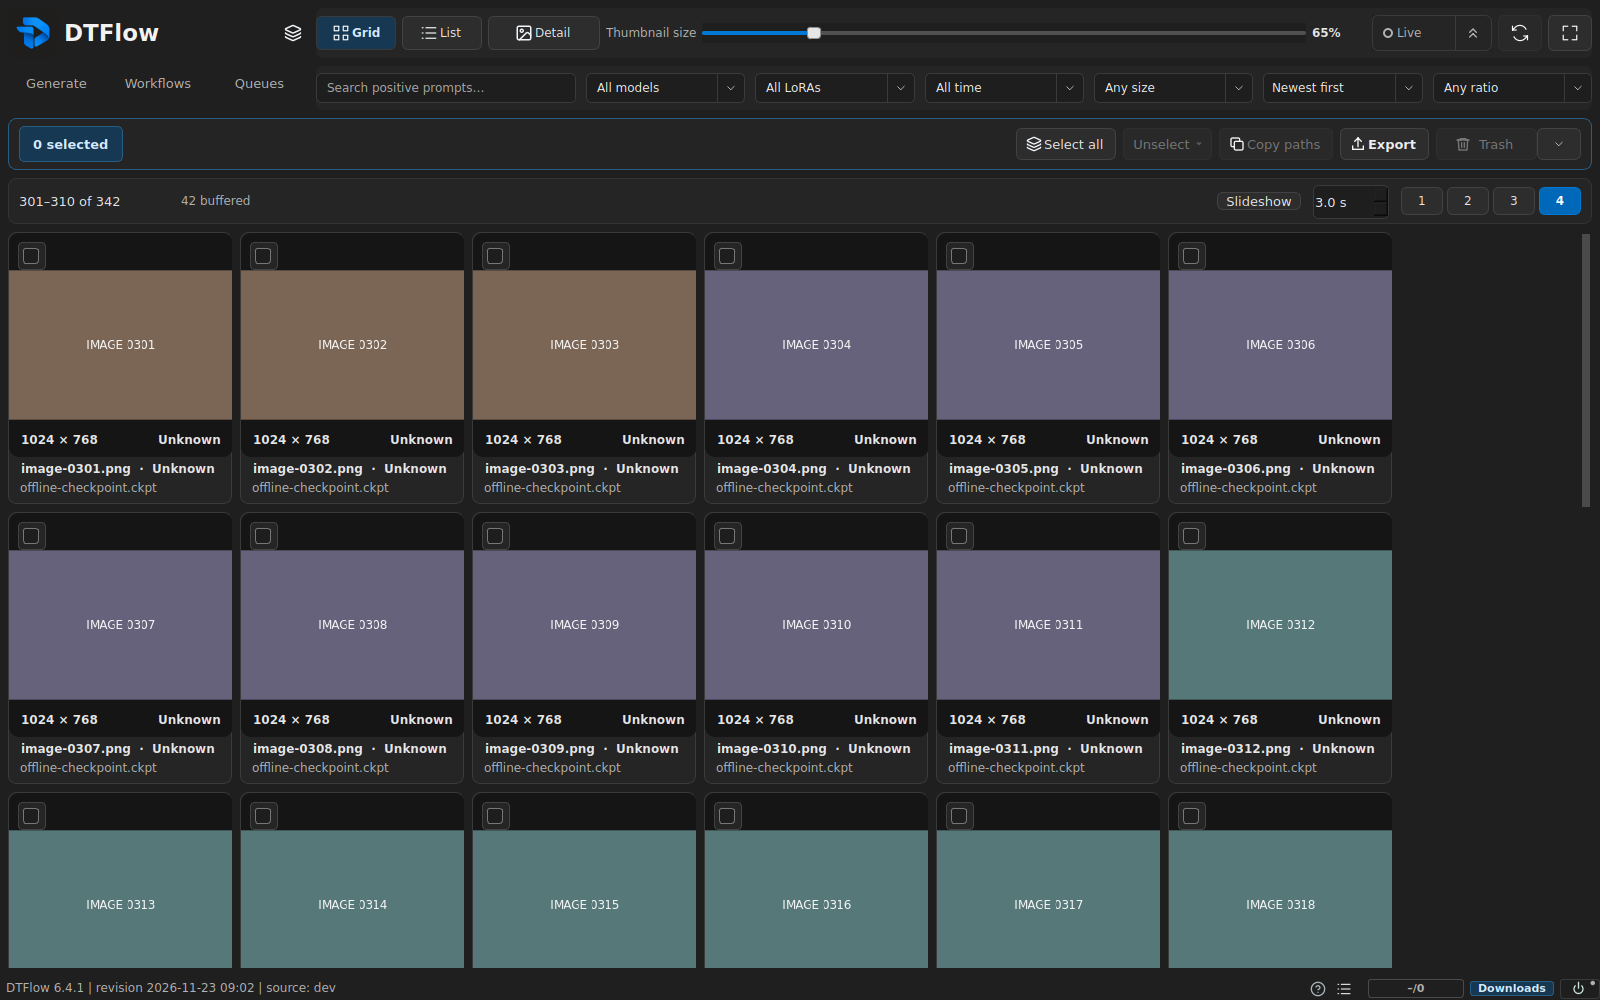 DTFlow
Grid
List
Detail
Thumbnail size
65%
Live
Generate
Workflows
Queues
Search positive prompts...
All models
All LoRAs
All time
Any size
Newest first
Any ratio
0 selected
Select all
Unselect
Copy paths
Export
Trash
301–310 of 342
42 buffered
Slideshow
3.0 s
1
2
3
4
IMAGE 0301
IMAGE 0302
IMAGE 0303
IMAGE 0304
IMAGE 0305
IMAGE 0306
1024 × 768 Unknown
1024 × 768 Unknown
1024 × 768 Unknown
1024 × 768 Unknown
1024 × 768 Unknown
1024 × 768 Unknown
image-0301.png · Unknown
image-0302.png · Unknown
image-0303.png · Unknown
image-0304.png · Unknown
image-0305.png · Unknown
image-0306.png · Unknown
offline-checkpoint.ckpt
offline-checkpoint.ckpt
offline-checkpoint.ckpt
offline-checkpoint.ckpt
offline-checkpoint.ckpt
offline-checkpoint.ckpt
IMAGE 0307
IMAGE 0308
IMAGE 0309
IMAGE 0310
IMAGE 0311
IMAGE 0312
1024 × 768 Unknown
1024 × 768 Unknown
1024 × 768 Unknown
1024 × 768 Unknown
1024 × 768 Unknown
1024 × 768 Unknown
image-0307.png · Unknown
image-0308.png · Unknown
image-0309.png · Unknown
image-0310.png · Unknown
image-0311.png · Unknown
image-0312.png · Unknown
offline-checkpoint.ckpt
offline-checkpoint.ckpt
offline-checkpoint.ckpt
offline-checkpoint.ckpt
offline-checkpoint.ckpt
offline-checkpoint.ckpt
IMAGE 0313
IMAGE 0314
IMAGE 0315
IMAGE 0316
IMAGE 0317
IMAGE 0318
DTFlow 6.4.1 | revision 2026-11-23 09:02 | source: dev
–/0
Downloads